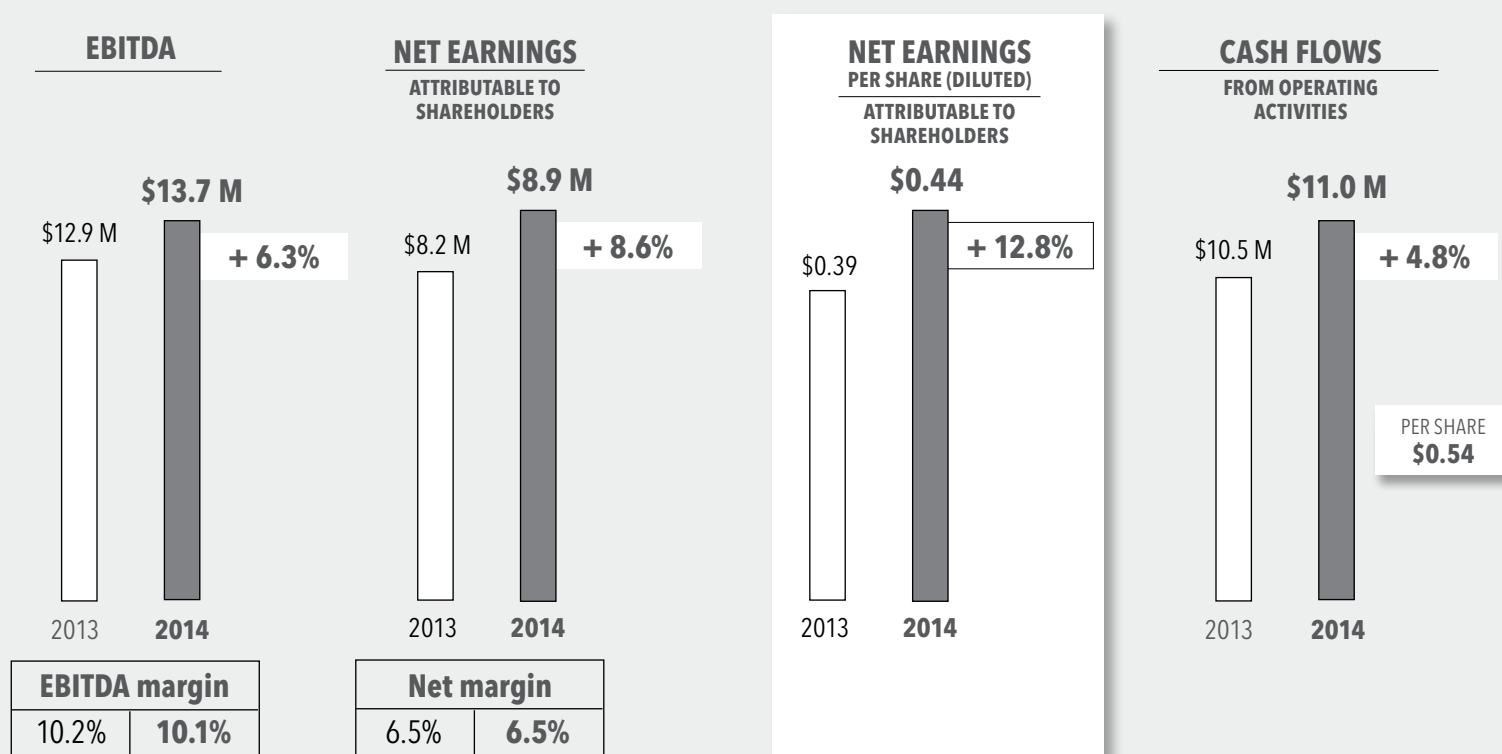 EBITDA
$13.7 M
$12.9 M
+ 6.3%
2013 2014
EBITDA margin
10.2% 10.1%
NET EARNINGS
ATTRIBUTABLE TO
SHAREHOLDERS
$8.9 M
$8.2 M
+ 8.6%
2013 2014
Net margin
6.5% 6.5%
NET EARNINGS
PER SHARE (DILUTED)
ATTRIBUTABLE TO
SHAREHOLDERS
$0.44
$0.39
+ 12.8%
2013 2014
CASH FLOWS
FROM OPERATING
ACTIVITIES
$11.0 M
$10.5 M
+ 4.8%
PER SHARE
$0.54
2013 2014